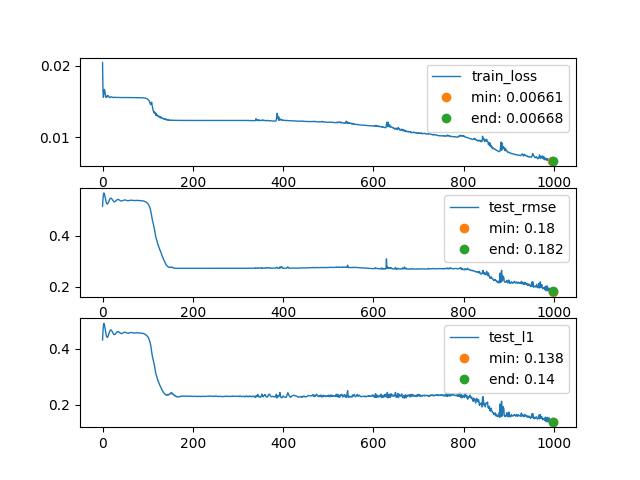 0.02
0.01
train_loss
min: 0.00661
end: 0.00668
0 200 400 600 800 1000
0.4
0.2
test_rmse
min: 0.18
end: 0.182
0 200 400 600 800 1000
0.4
0.2
test_l1
min: 0.138
end: 0.14
0 200 400 600 800 1000